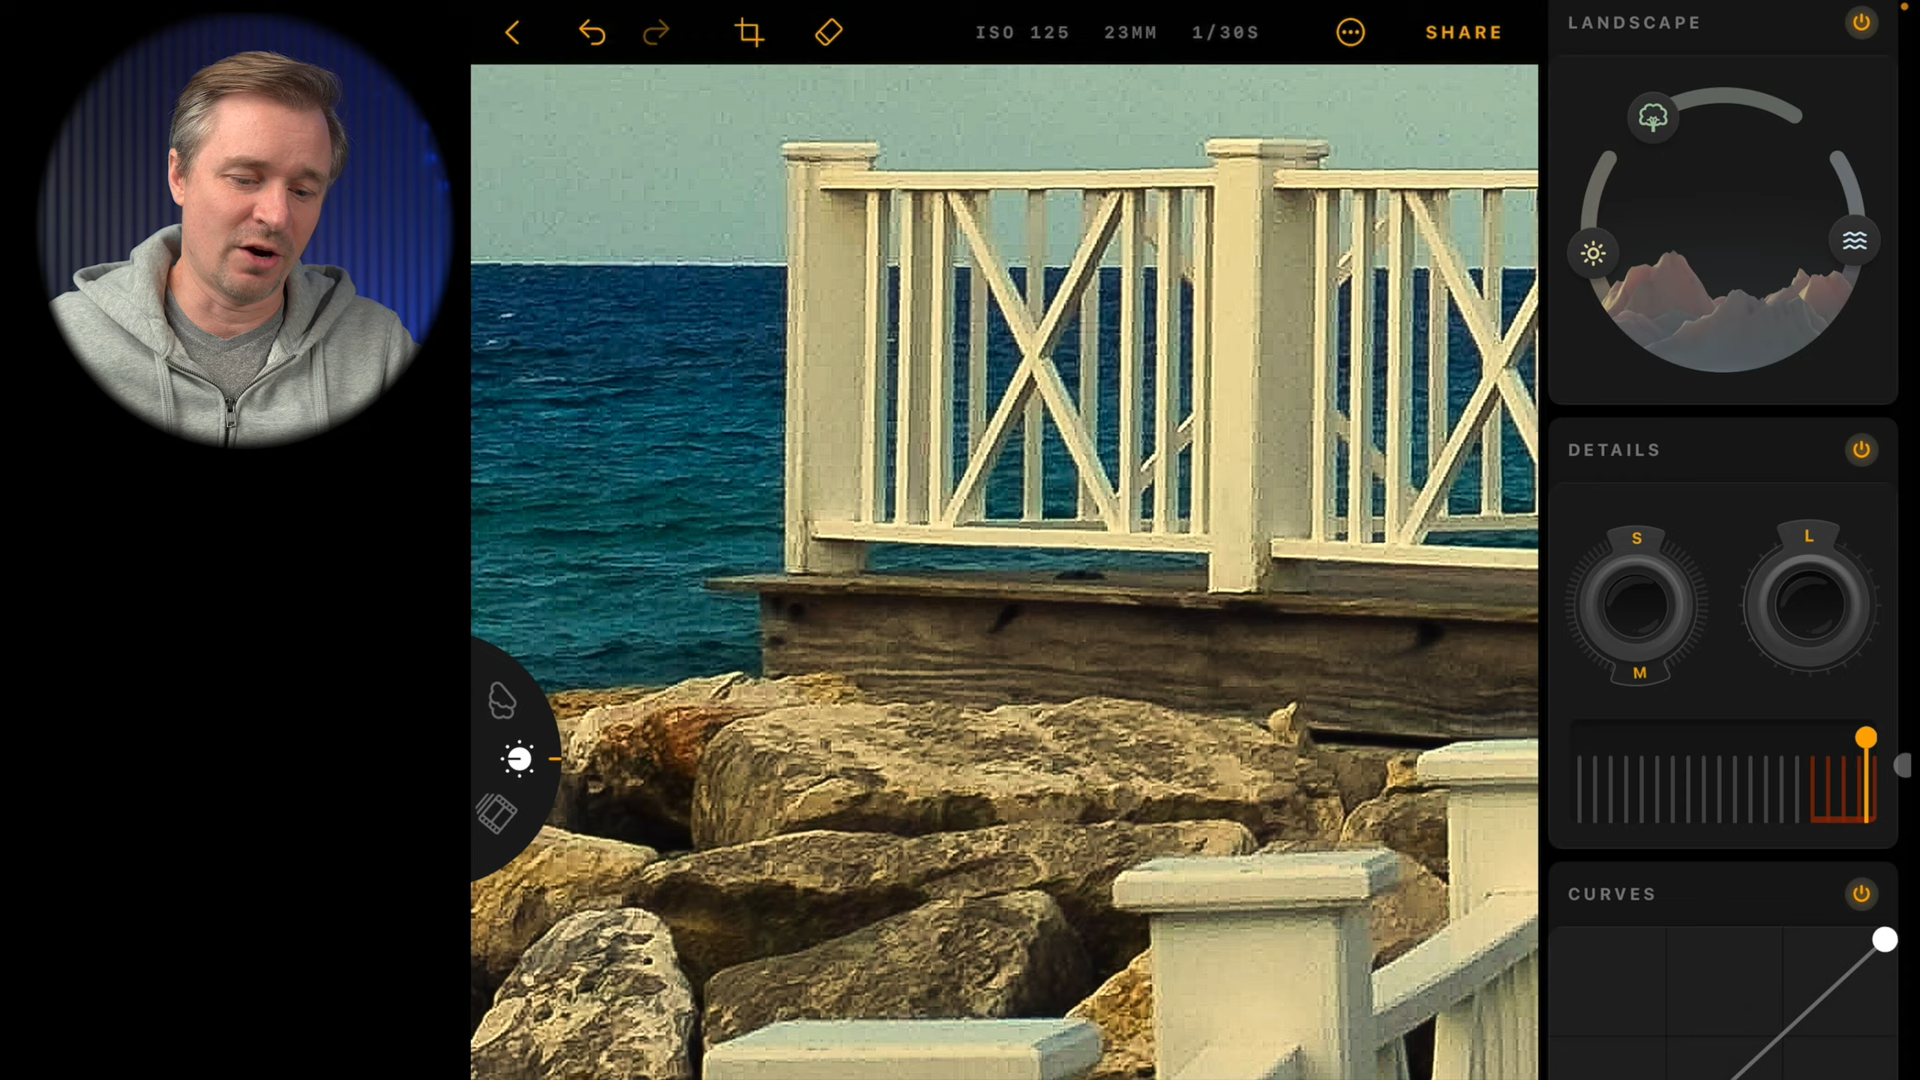 ISO 125 23MM 1/30S SHARE
LANDSCAPE
DETAILS
S
L
M
CURVES